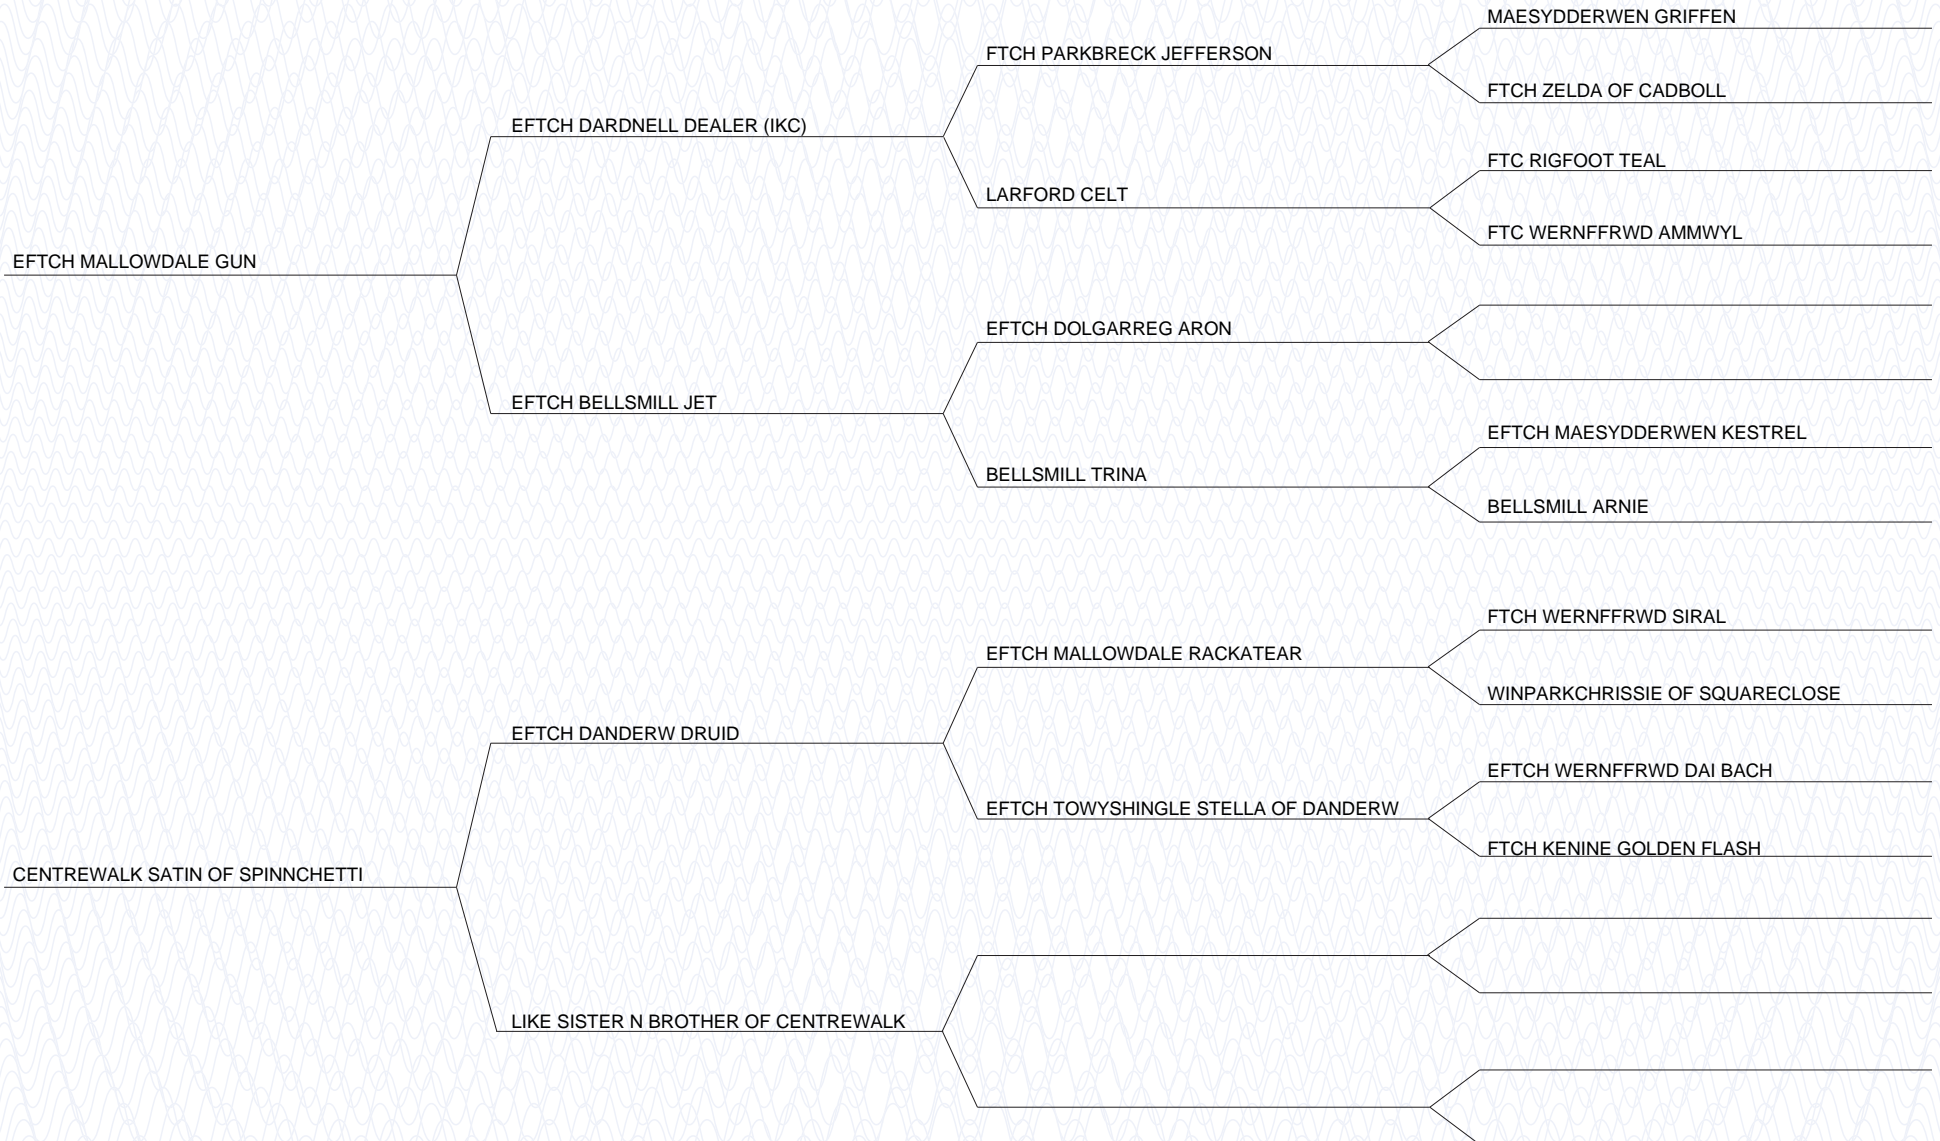 MAESYDDERWEN GRIFFEN
FTCH PARKBRECK JEFFERSON
FTCH ZELDA OF CADBOLL
EFTCH DARDNELL DEALER (IKC)
FTC RIGFOOT TEAL
LARFORD CELT
FTC WERNFFRWD AMMWYL
EFTCH MALLOWDALE GUN
EFTCH DOLGARREG ARON
EFTCH BELLSMILL JET
EFTCH MAESYDDERWEN KESTREL
BELLSMILL TRINA
BELLSMILL ARNIE
FTCH WERNFFRWD SIRAL
EFTCH MALLOWDALE RACKATEAR
WINPARKCHRISSIE OF SQUARECLOSE
EFTCH DANDERW DRUID
EFTCH WERNFFRWD DAI BACH
EFTCH TOWYSHINGLE STELLA OF DANDERW
FTCH KENINE GOLDEN FLASH
CENTREWALK SATIN OF SPINNCHETTI
LIKE SISTER N BROTHER OF CENTREWALK